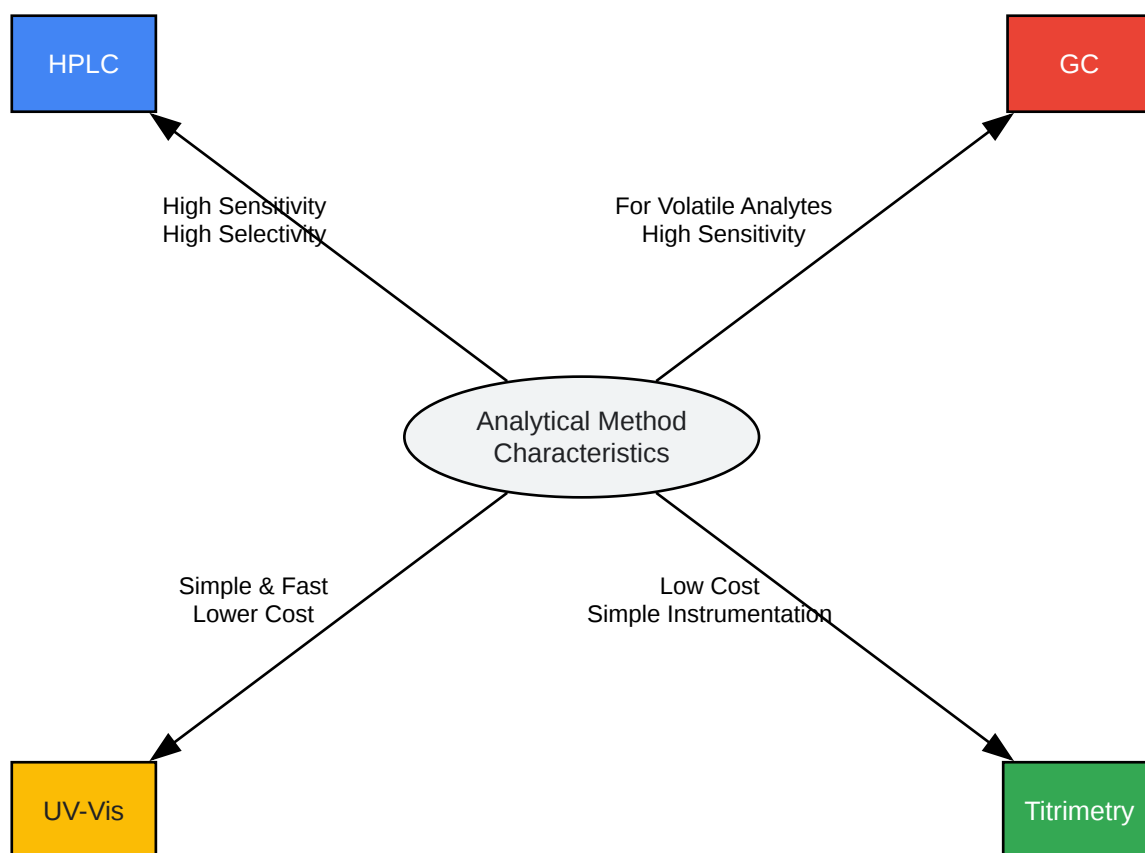 HPLC
GC
High Sensitivity
High Selectivity
For Volatile Analytes
High Sensitivity
Analytical Method
Characteristics
Simple & Fast
Lower Cost
Low Cost
Simple Instrumentation
UV-Vis
Titrimetry